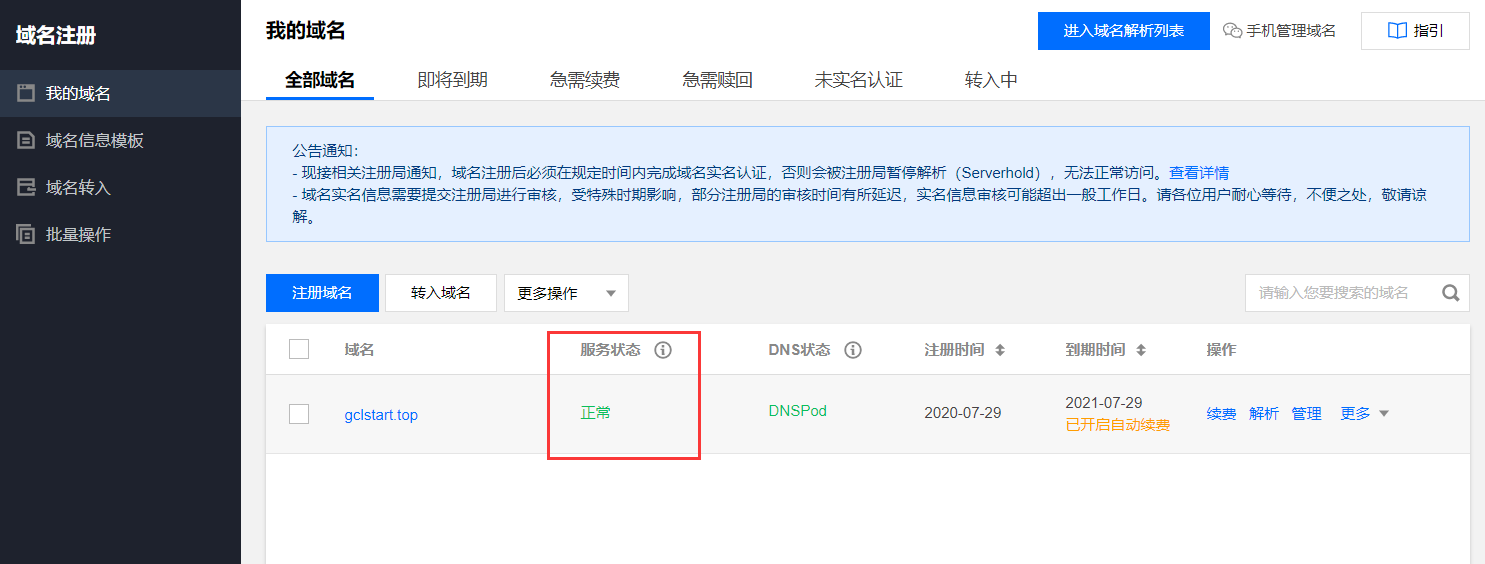 域名注册
我的域名
域名信息模板
域名转入
批量操作
我的域名
进入域名解析列表
手机管理域名
指引
全部域名
即将到期
急需续费
急需赎回
未实名认证
转入中
公告通知:
- 现接相关注册局通知，域名注册后必须在规定时间内完成域名实名认证，否则会被注册局暂停解析（Serverhold），无法正常访问。查看详情
- 域名实名信息需要提交注册局进行审核，受特殊时期影响，部分注册局的审核时间有所延迟，实名信息审核可能超出一般工作日。请各位用户耐心等待，不便之处，敬请谅
解。
注册域名
转入域名
更多操作
请输入您要搜索的域名
域名 服务状态 DNS状态 注册时间 到期时间 操作
gclstart.top 正常 DNSPod 2020-07-29 2021-07-29 续费 解析 管理 更多
已开启自动续费